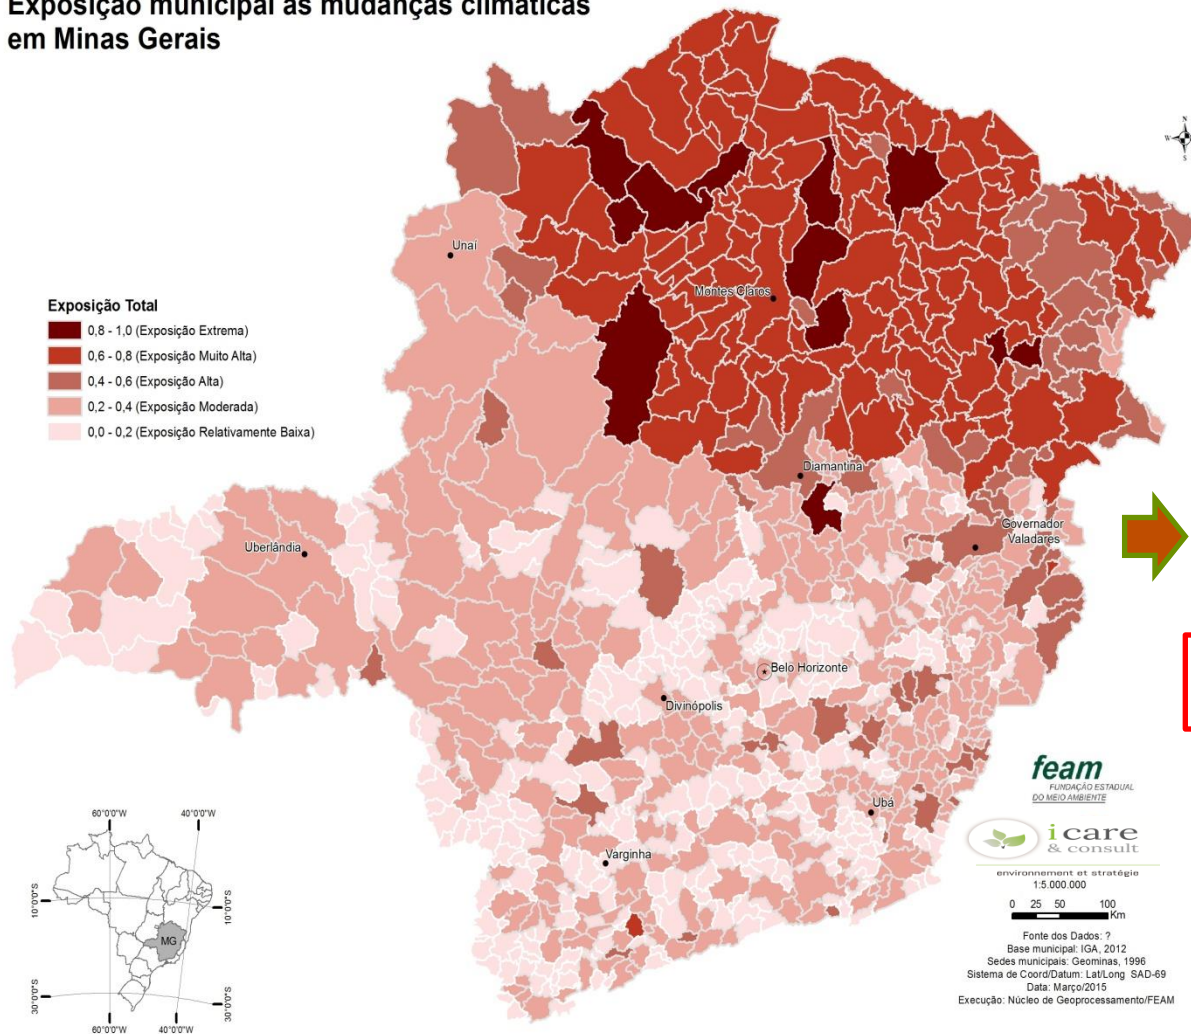 Exposição municipal às mudanças climáticas
em Minas Gerais
N
W
S
Unaí
Montes Claros
Exposição Total
0,8 - 1,0 (Exposição Extrema)
0,6 - 0,8 (Exposição Muito Alta)
0,4 - 0,6 (Exposição Alta)
0,2 - 0,4 (Exposição Moderada)
0,0 - 0,2 (Exposição Relativamente Baixa)
Diamantina
Uberlândia
Governador
Valadares
Belo Horizonte
Divinópolis
Ubá
Varginha
feam
FUNDAÇÃO ESTADUAL
DO MEIO AMBIENTE
i care
& consult
environnement et stratégie
1:5.000.000
0 25 50 100
Km
Fonte dos Dados: ?
Base municipal: IGA, 2012
Sedes municipais: Geominas, 1996
Sistema de Coord/Datum: Lat/Long SAD-69
Data: Março/2015
Execução: Núcleo de Geoprocessamento/FEAM
60°0'0"W 40°0'0"W
10°0'0"S 10°0'0"S
MG
30°0'0"S 30°0'0"S
60°0'0"W 40°0'0"W